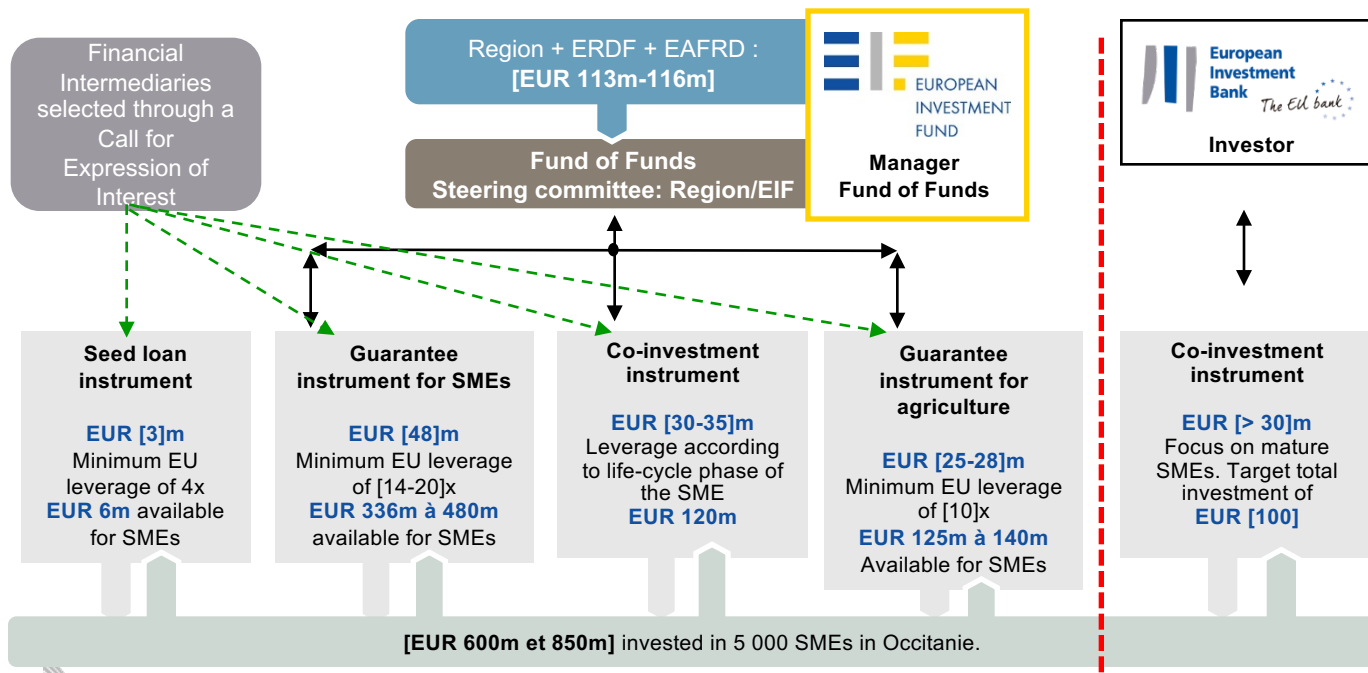 Financial
Intermediaries
selected through a
Call for
Expression of
Interest
Region + ERDF + EAFRD :
[EUR 113m-116m]
Fund of Funds
Steering committee: Region/EIF
EUROPEAN
INVESTMENT
FUND
Manager
Fund of Funds
European
Investment
Bank
The EU bank
Investor
Seed loan
instrument
EUR [3]m
Minimum EU
leverage of 4x
EUR 6m available
for SMEs
Guarantee
instrument for SMEs
EUR [48]m
Minimum EU leverage
of [14-20]x
EUR 336m à 480m
available for SMEs
Co-investment
instrument
EUR [30-35]m
Leverage according
to life-cycle phase of
the SME
EUR 120m
Guarantee
instrument for
agriculture
EUR [25-28]m
Minimum EU leverage
of [10]x
EUR 125m à 140m
Available for SMEs
Co-investment
instrument
EUR [> 30]m
Focus on mature
SMEs. Target total
investment of
EUR [100]
[EUR 600m et 850m] invested in 5 000 SMEs in Occitanie.